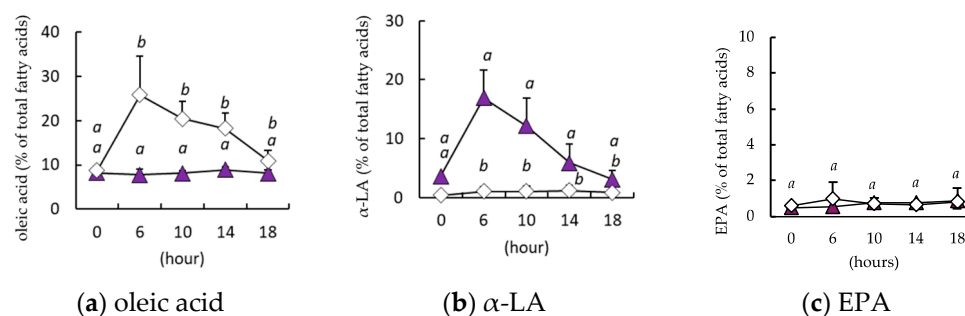 oleic acid (% of total fatty acids)
50
40
30
20
10
0
a
a
b
a
b
a
b
a
b
a
0
6
10
14
18
(hour)
(a) oleic acid
α-LA (% of total fatty acids)
30
20
10
0
a
a
a
b
a
b
a
b
a
b
0
6
10
14
18
(hour)
(b) α-LA
EPA (% of total fatty acids)
10
8
6
4
2
0
a
a
a
a
a
0
6
10
14
18
(hours)
(c) EPA